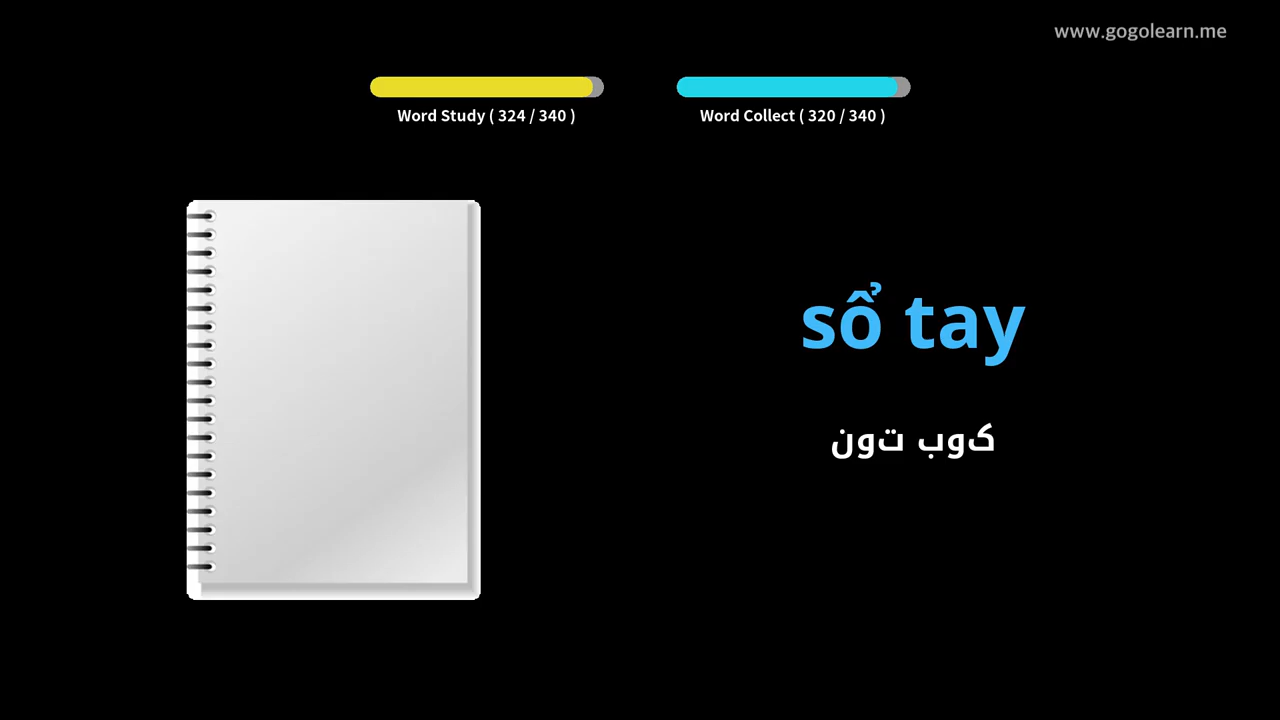 www.gogolearn.me
Word Study ( 324 / 340 )
Word Collect ( 320 / 340 )
sổ tay
کوب تون